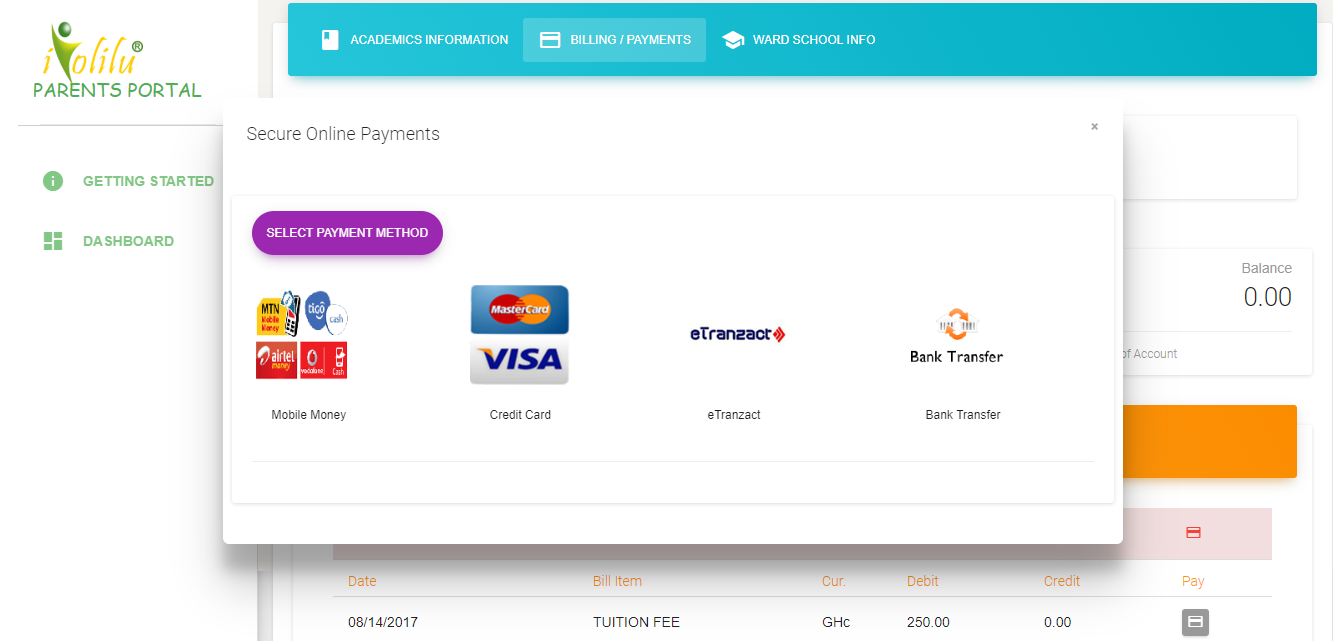 iVolilu®
PARENTS PORTAL
ACADEMICS INFORMATION
BILLING / PAYMENTS
WARD SCHOOL INFO
GETTING STARTED
DASHBOARD
Secure Online Payments
×
SELECT PAYMENT METHOD
MTN
Mobile
Money
tigo
cash
airtel
money
vodafone
Cash
MasterCard
VISA
eTranzact
Bank Transfer
Mobile Money
Credit Card
eTranzact
Bank Transfer
Balance
0.00
of Account
Date Bill Item Cur. Debit Credit Pay
08/14/2017 TUITION FEE GHc 250.00 0.00